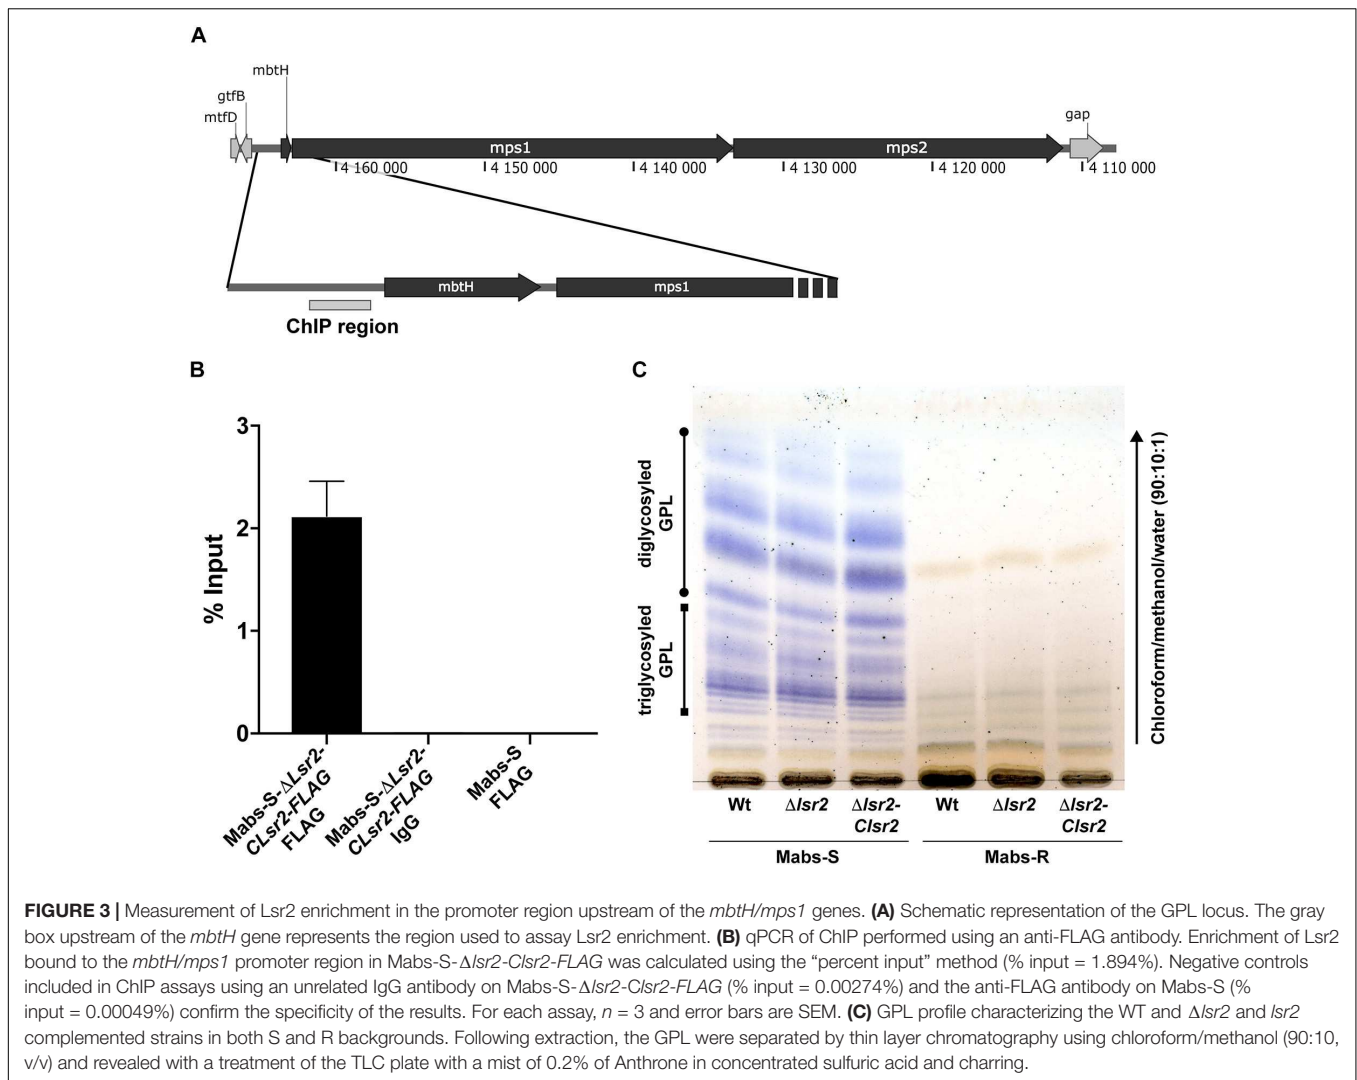 A
mbtH
gtfB
mtfD
gap
mps1
mps2
4 160 000
4 150 000
4 140 000
4 130 000
4 120 000
4 110 000
mbtH
mps1
ChIP region
B
% Input
3
2
1
0
Mabs-S-ΔLsr2-
CLsr2-FLAG
FLAG
Mabs-S-ΔLsr2-
CLsr2-FLAG
IgG
Mabs-S
FLAG
C
diglycosyled
GPL
triglycosyled
GPL
Chloroform/methanol/water (90:10:1)
Wt
Δlsr2
Δlsr2-
Clsr2
Wt
Δlsr2
Δlsr2-
Clsr2
Mabs-S
Mabs-R
FIGURE 3 | Measurement of Lsr2 enrichment in the promoter region upstream of the mbtH/mps1 genes. (A) Schematic representation of the GPL locus. The gray
box upstream of the mbtH gene represents the region used to assay Lsr2 enrichment. (B) qPCR of ChIP performed using an anti-FLAG antibody. Enrichment of Lsr2
bound to the mbtH/mps1 promoter region in Mabs-S-Δlsr2-Clsr2-FLAG was calculated using the “percent input” method (% input = 1.894%). Negative controls
included in ChIP assays using an unrelated IgG antibody on Mabs-S-Δlsr2-Clsr2-FLAG (% input = 0.00274%) and the anti-FLAG antibody on Mabs-S (%
input = 0.00049%) confirm the specificity of the results. For each assay, n = 3 and error bars are SEM. (C) GPL profile characterizing the WT and Δlsr2 and lsr2
complemented strains in both S and R backgrounds. Following extraction, the GPL were separated by thin layer chromatography using chloroform/methanol (90:10,
v/v) and revealed with a treatment of the TLC plate with a mist of 0.2% of Anthrone in concentrated sulfuric acid and charring.